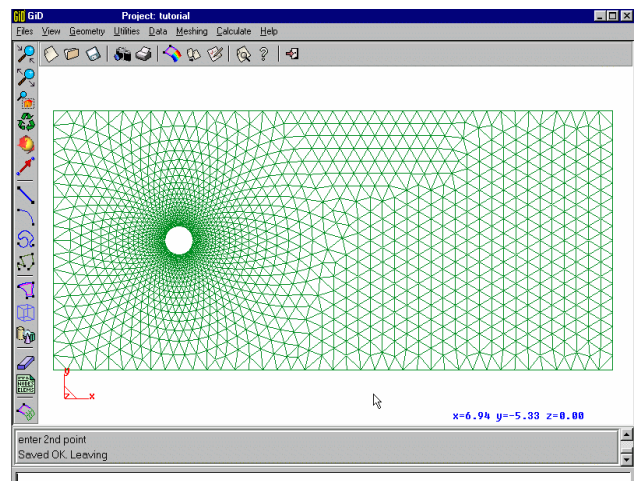 GiD GiD Project: tutorial
Files View Geometry Utilities Data Meshing Calculate Help
y
z x
x=6.94 y=-5.33 z=0.00
enter 2nd point
Saved OK. Leaving